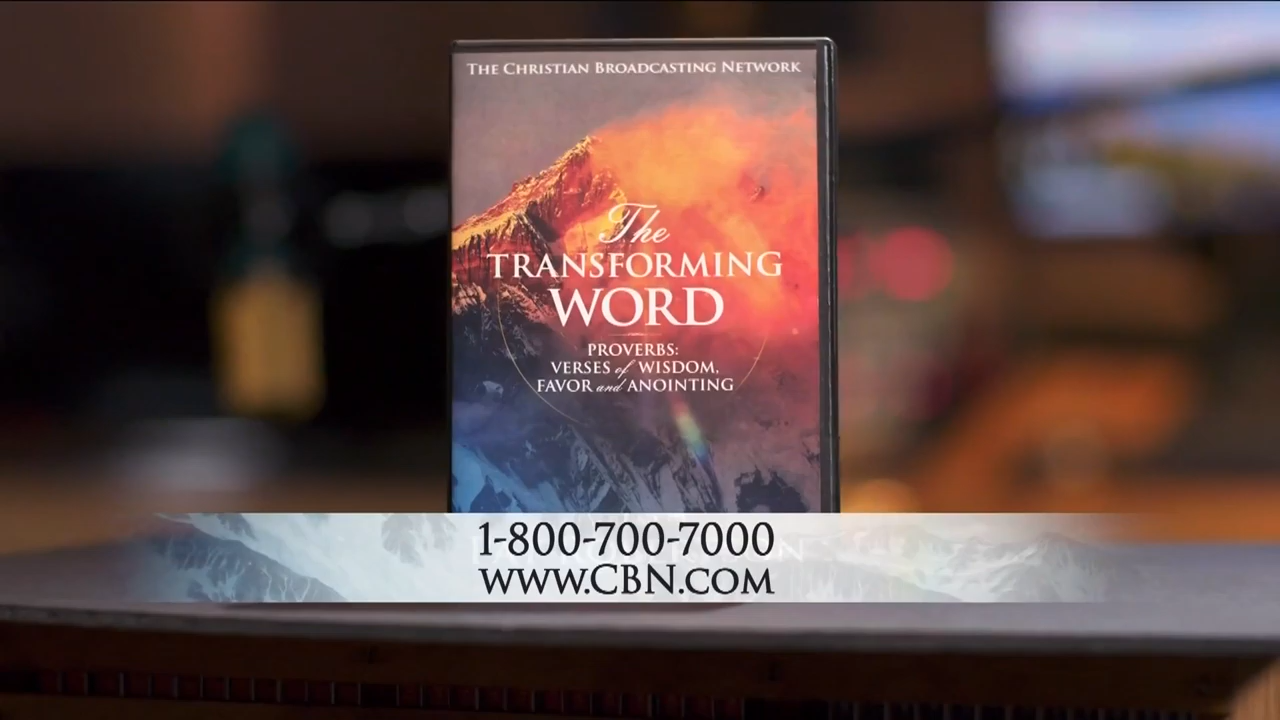 THE CHRISTIAN BROADCASTING NETWORK
The
TRANSFORMING
WORD
PROVERBS:
VERSES of WISDOM,
FAVOR and ANOINTING
1-800-700-7000
WWW.CBN.COM